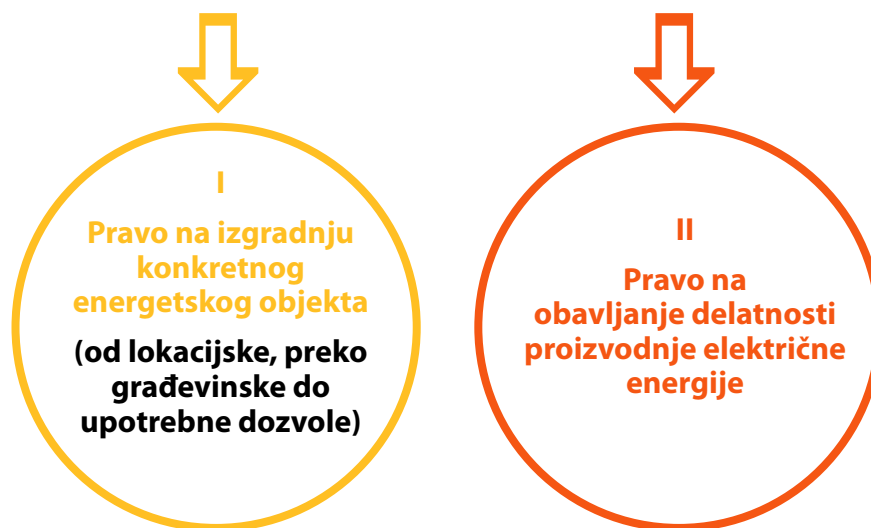 I
Pravo na izgradnju
konkretnog
energetskog objekta
(od lokacijske, preko
građevinske do
upotrebne dozvole)
II
Pravo na
obavljanje delatnosti
proizvodnje električne
energije